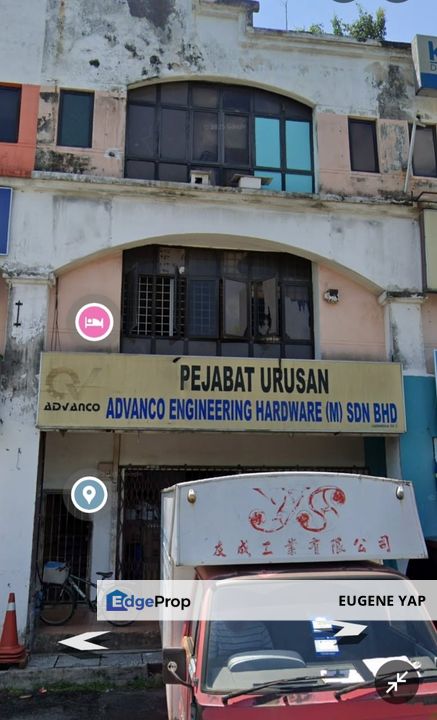 PEJABAT URUSAN
ADVANCO ADVANCO ENGINEERING HARDWARE (M) SDN BHD
友成工業有限公司
EdgeProp
EUGENE YAP